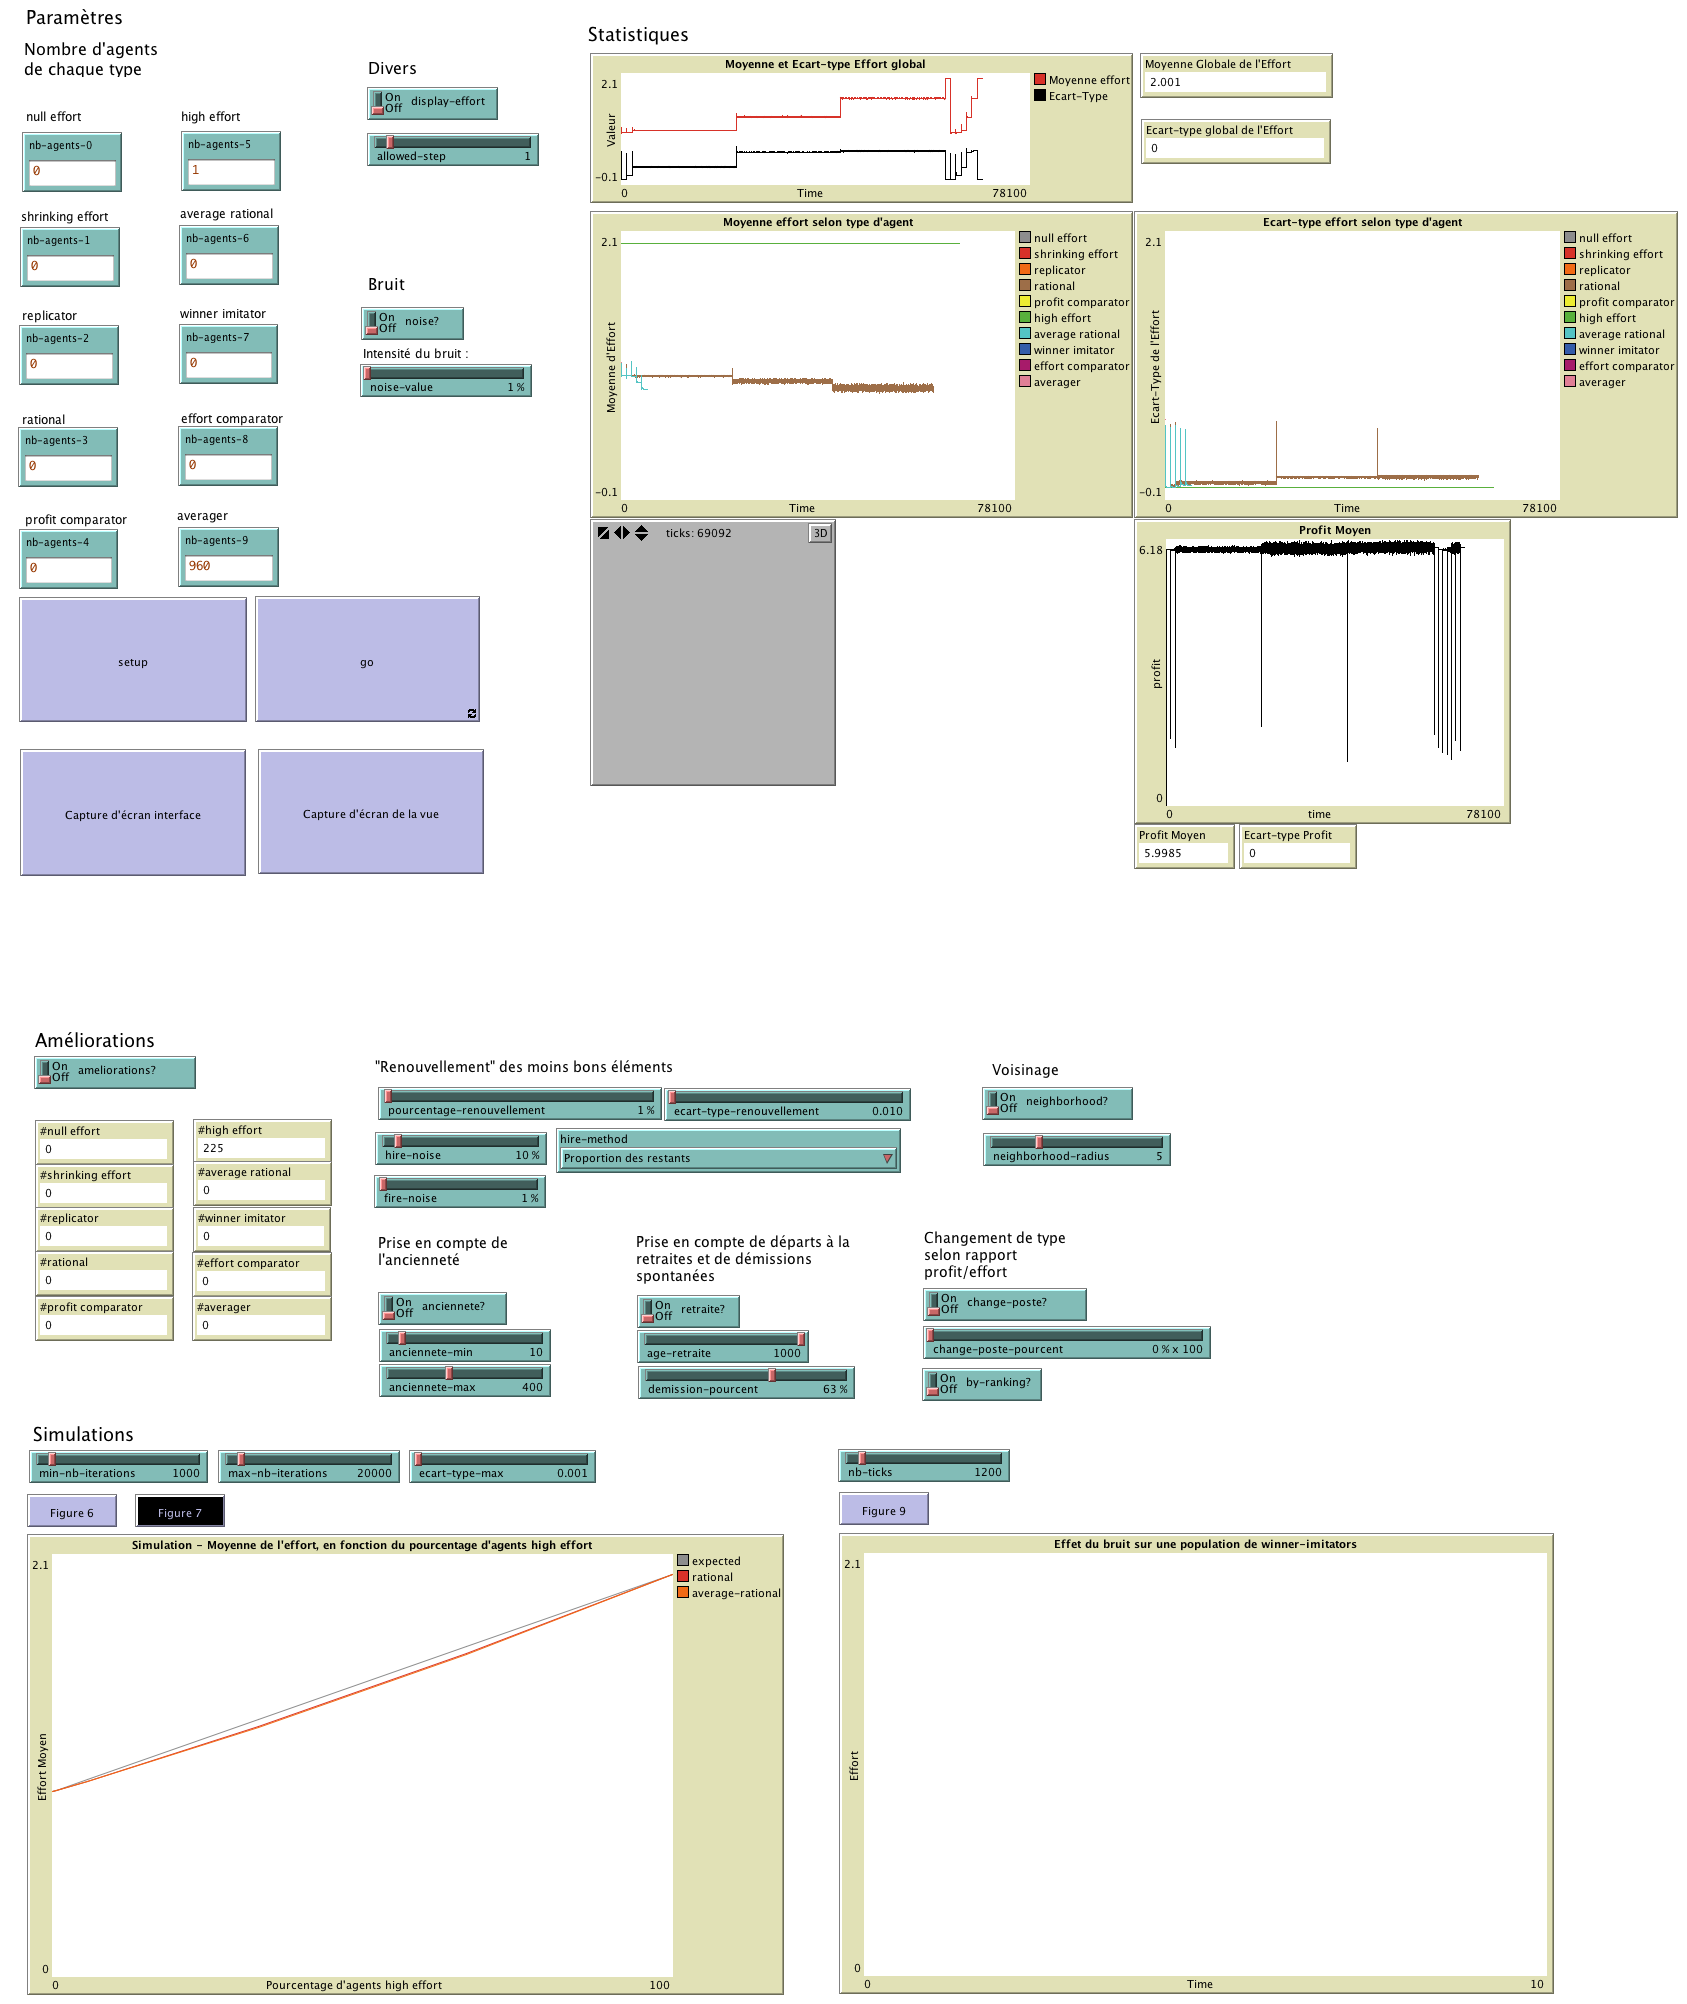 Paramètres
Nombre d'agents
de chaque type
null effort
nb-agents-0
0
high effort
nb-agents-5
1
shrinking effort
nb-agents-1
0
average rational
nb-agents-6
0
replicator
nb-agents-2
0
winner imitator
nb-agents-7
0
rational
nb-agents-3
0
effort comparator
nb-agents-8
0
profit comparator
nb-agents-4
0
averager
nb-agents-9
960
setup
go
Capture d'écran interface
Capture d'écran de la vue
Divers
On
Off
display-effort
allowed-step 1
Bruit
On
Off
noise?
Intensité du bruit :
noise-value 1 %
Statistiques
Moyenne et Ecart-type Effort global
2.1
Valeur
-0.1
0
Time
78100
Moyenne effort
Ecart-Type
Moyenne Globale de l'Effort
2.001
Ecart-type global de l'Effort
0
Moyenne effort selon type d'agent
2.1
Moyenne d'Effort
-0.1
0
Time
78100
null effort
shrinking effort
replicator
rational
profit comparator
high effort
average rational
winner imitator
effort comparator
averager
Ecart-type effort selon type d'agent
2.1
Ecart-Type de l'Effort
-0.1
0
Time
78100
null effort
shrinking effort
replicator
rational
profit comparator
high effort
average rational
winner imitator
effort comparator
averager
ticks: 69092
3D
Profit Moyen
6.18
profit
0
0
time
78100
Profit Moyen
5.9985
Ecart-type Profit
0
Améliorations
On
Off
ameliorations?
#null effort
0
#high effort
225
#shrinking effort
0
#average rational
0
#replicator
0
#winner imitator
0
#rational
0
#effort comparator
0
#profit comparator
0
#averager
0
"Renouvellement" des moins bons éléments
pourcentage-renouvellement 1 %
ecart-type-renouvellement 0.010
hire-noise 10 %
hire-method
Proportion des restants
fire-noise 1 %
Voisinage
On
Off
neighborhood?
neighborhood-radius 5
Prise en compte de
l'ancienneté
On
Off
anciennete?
anciennete-min 10
anciennete-max 400
Prise en compte de départs à la
retraites et de démissions
spontanées
On
Off
retraite?
age-retraite 1000
demission-pourcent 63 %
Changement de type
selon rapport
profit/effort
On
Off
change-poste?
change-poste-pourcent 0 % x 100
On
Off
by-ranking?
Simulations
min-nb-iterations 1000
max-nb-iterations 20000
ecart-type-max 0.001
Figure 6
Figure 7
Simulation - Moyenne de l'effort, en fonction du pourcentage d'agents high effort
2.1
Effort Moyen
0
0
Pourcentage d'agents high effort
100
expected
rational
average-rational
nb-ticks 1200
Figure 9
Effet du bruit sur une population de winner-imitators
2.1
Effort
0
0
Time
10